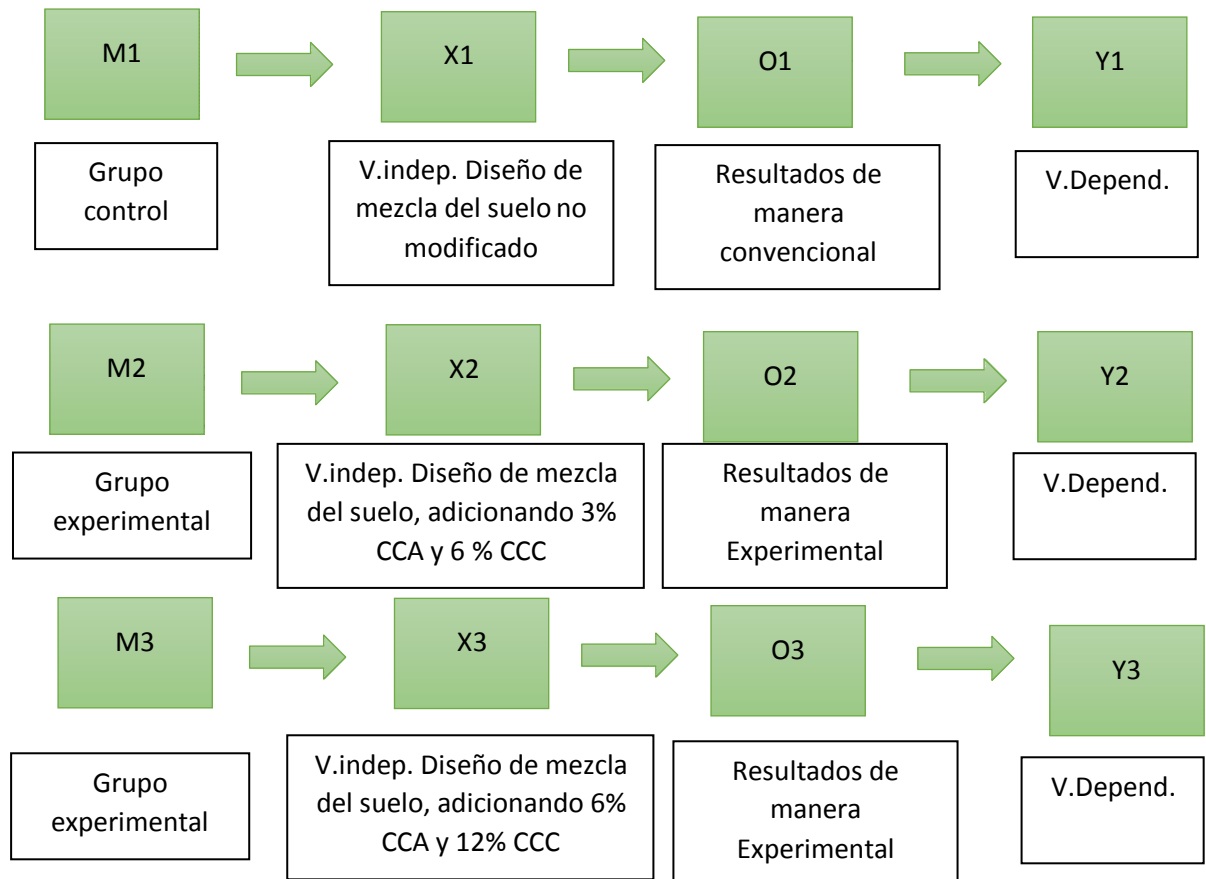 M1
X1
O1
Y1
Grupo
control
V.indep. Diseño de
mezcla del suelo no
modificado
Resultados de
manera
convencional
V.Depend.
M2
X2
O2
Y2
Grupo
experimental
V.indep. Diseño de mezcla
del suelo, adicionando 3%
CCA y 6 % CCC
Resultados de
manera
Experimental
V.Depend.
M3
X3
O3
Y3
Grupo
experimental
V.indep. Diseño de mezcla
del suelo, adicionando 6%
CCA y 12% CCC
Resultados de
manera
Experimental
V.Depend.